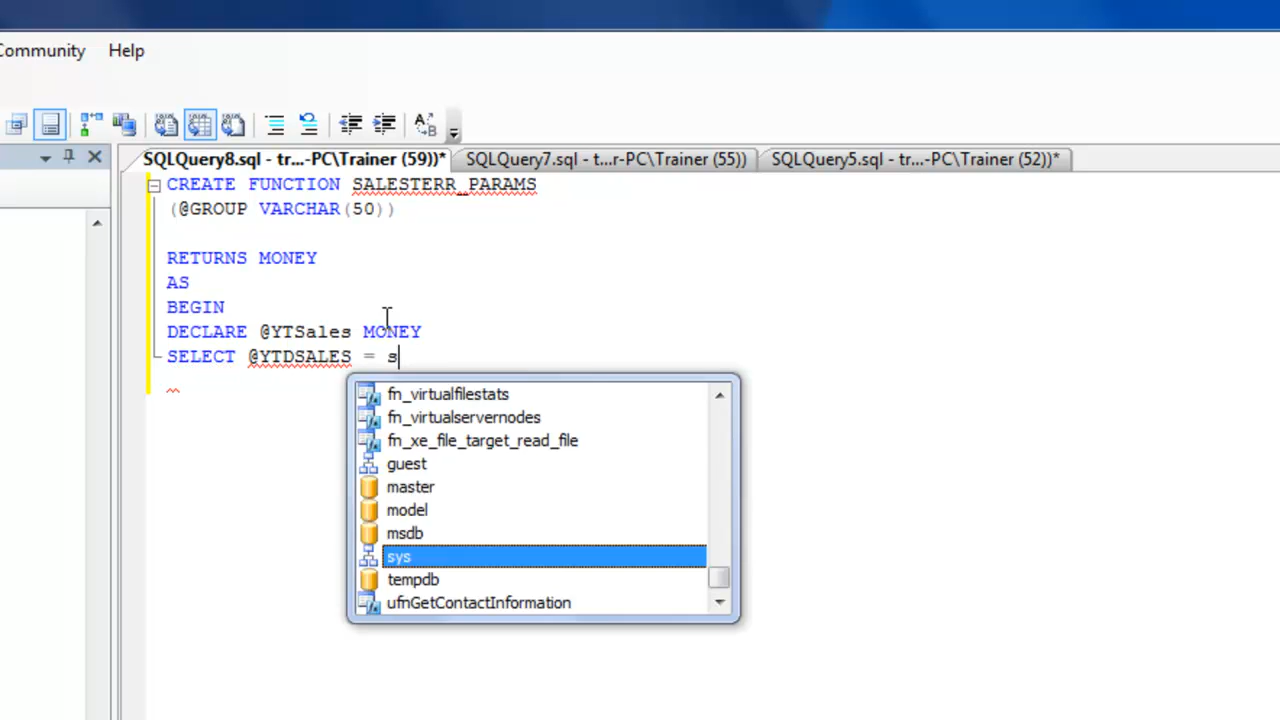 Community Help
SQLQuery8.sql - tr...-PC\Trainer (59))* SQLQuery7.sql - t...r-PC\Trainer (55)) SQLQuery5.sql - tr...-PC\Trainer (52))*
CREATE FUNCTION SALESTERR_PARAMS
(@GROUP VARCHAR(50))
RETURNS MONEY
AS
BEGIN
DECLARE @YTSales MONEY
SELECT @YTDSALES = s
fn_virtualfilestats
fn_virtualservernodes
fn_xe_file_target_read_file
guest
master
model
msdb
sys
tempdb
ufnGetContactInformation